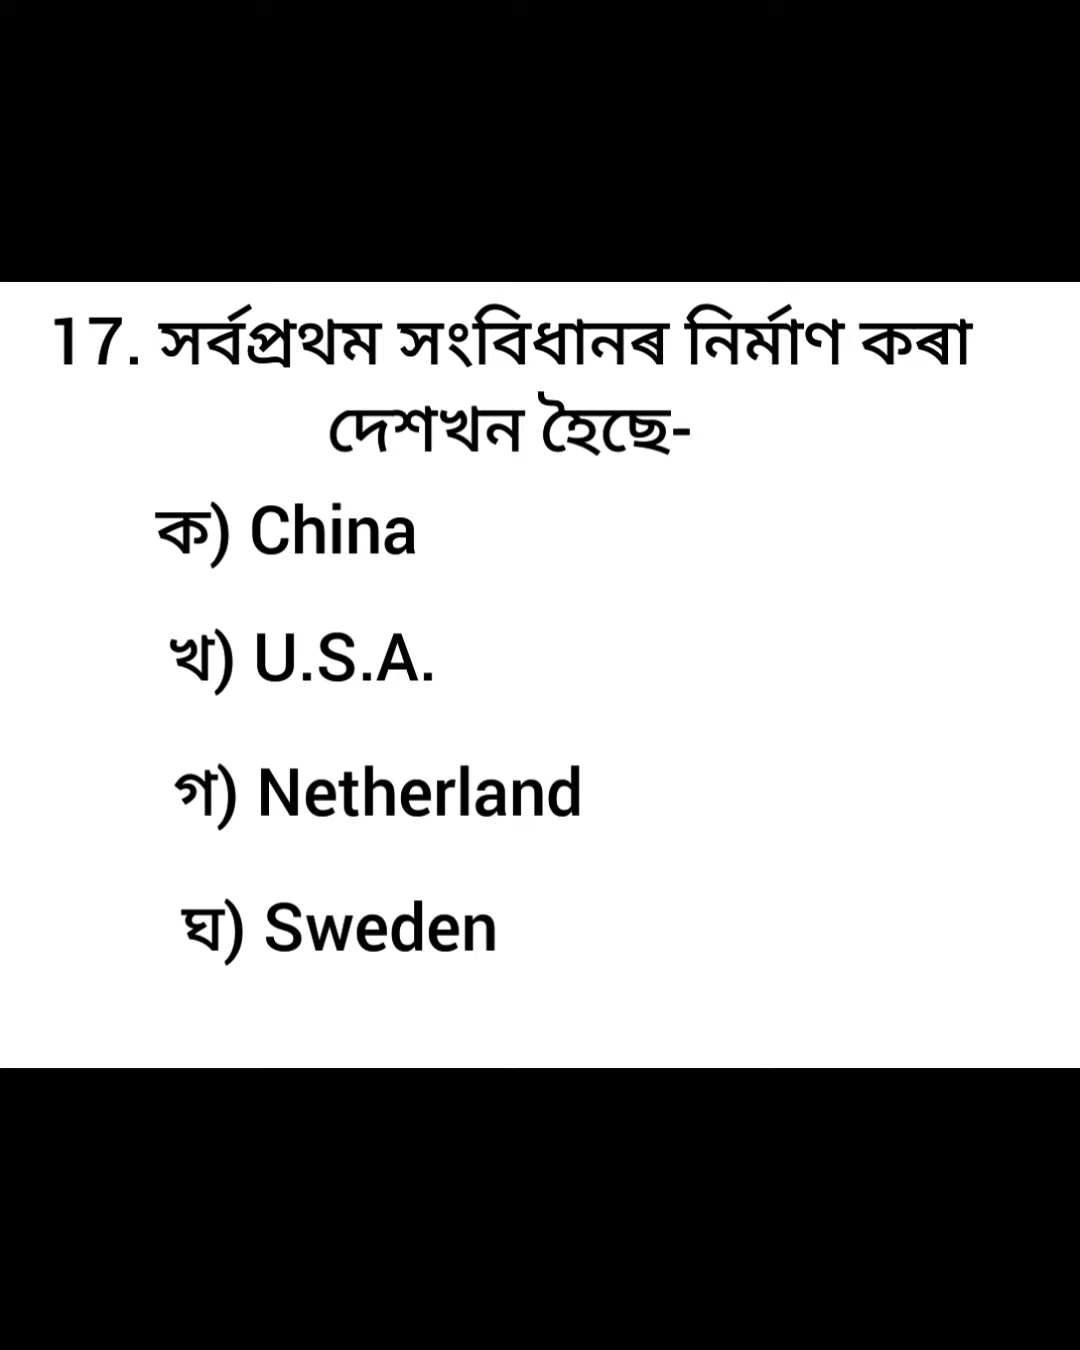 17. সৰ্বপ্ৰথম সংবিধানৰ নিৰ্মাণ কৰা
দেশখন হৈছে-
ক) China
খ) U.S.A.
গ) Netherland
ঘ) Sweden